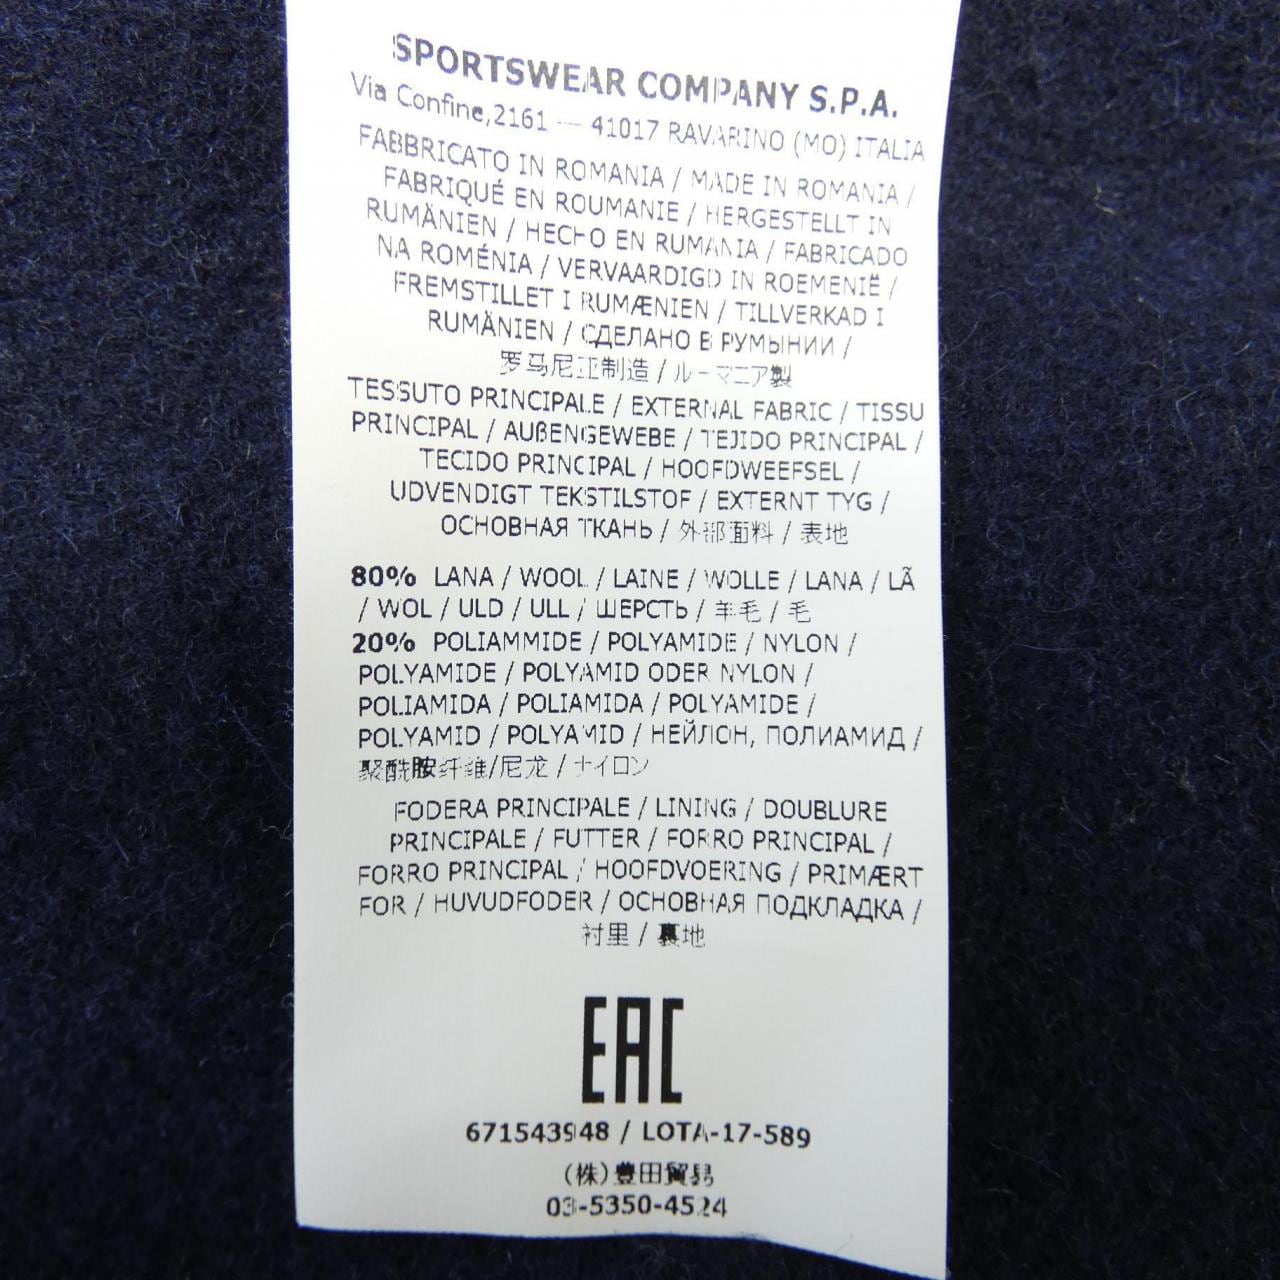 SPORTSWEAR COMPANY S.P.A.
Via Confine,2161 — 41017 RAVARINO (MO) ITALIA
FABBRICATO IN ROMANIA / MADE IN ROMANIA /
FABRIQUÉ EN ROUMANIE / HERGESTELLT IN
RUMÄNIEN / HECHO EN RUMANIA / FABRICADO
NA ROMÉNIA / VERVAARDIGD IN ROEMENIË /
FREMSTILLET I RUMÆNIEN / TILLVERKAD I
RUMÄNIEN / СДЕЛАНО В РУМЫНИИ /
罗马尼亚制造 / ルーマニア製
TESSUTO PRINCIPALE / EXTERNAL FABRIC / TISSU
PRINCIPAL / AUßENGEWEBE / TEJIDO PRINCIPAL /
TECIDO PRINCIPAL / HOOFDWEEFSEL /
UDVENDIGT TEKSTILSTOF / EXTERNT TYG /
ОСНОВНАЯ ТКАНЬ / 外部面料 / 表地
80% LANA / WOOL / LAINE / WOLLE / LANA / LÃ
/ WOL / ULD / ULL / ШЕРСТЬ / 羊毛 / 毛
20% POLIAMMIDE / POLYAMIDE / NYLON /
POLYAMIDE / POLYAMID ODER NYLON /
POLIAMIDA / POLIAMIDA / POLYAMIDE /
POLYAMID / POLYAMID / НЕЙЛОН, ПОЛИАМИД /
聚酰胺纤维/尼龙 / ナイロン
FODERA PRINCIPALE / LINING / DOUBLURE
PRINCIPALE / FUTTER / FORRO PRINCIPAL /
FORRO PRINCIPAL / HOOFDVOERING / PRIMÆRT
FOR / HUVUDFODER / ОСНОВНАЯ ПОДКЛАДКА /
衬里 / 裏地
EAC
671543948 / LOTA-17-589
(株)豊田貿易
03-5350-4524